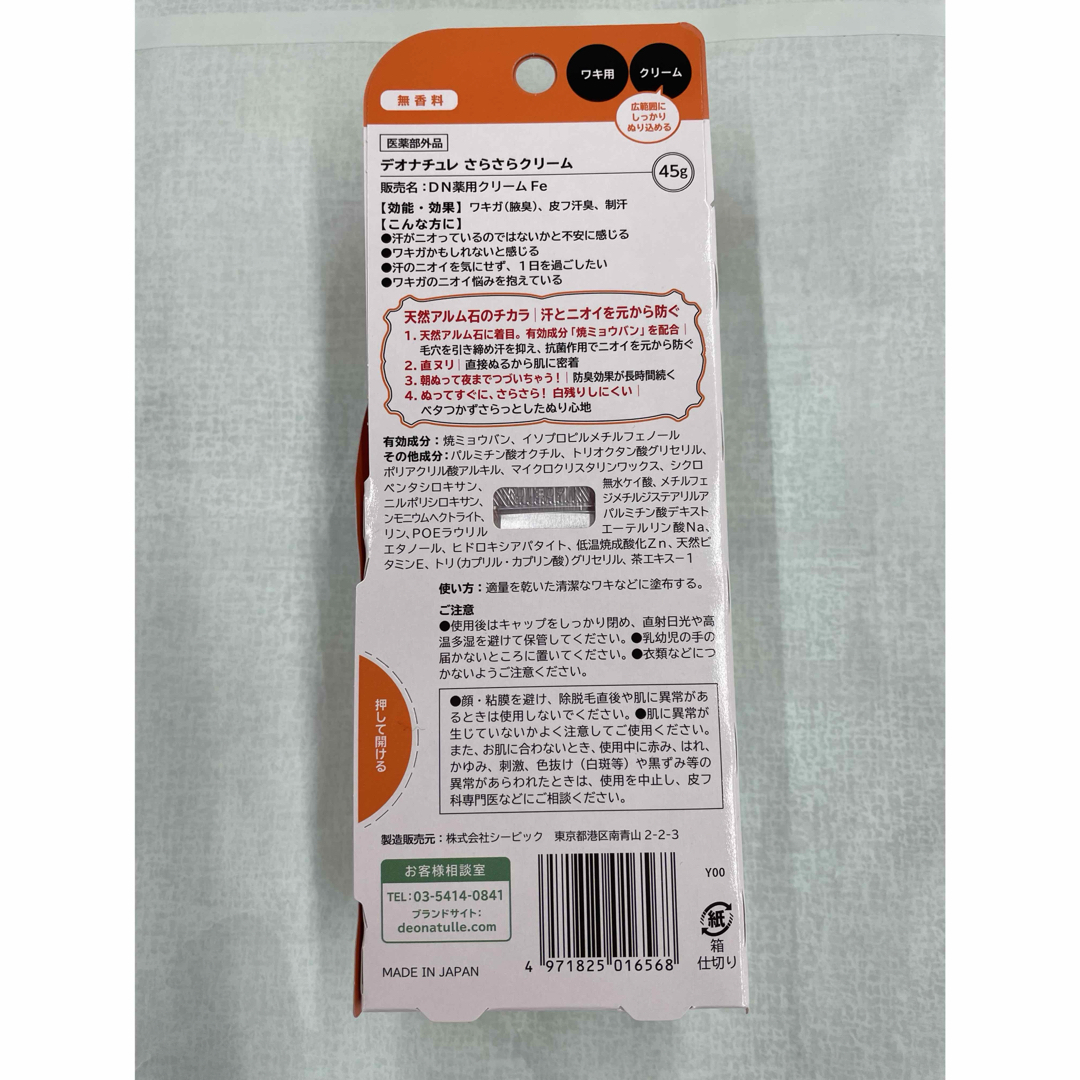 ワキ用
クリーム
広範囲に
しっかり
ぬり込める
無香料
医薬部外品
デオナチュレ さらさらクリーム
45g
販売名：DN薬用クリーム Fe
【効能・効果】ワキガ（腋臭）、皮フ汗臭、制汗
【こんな方に】
●汗がニオっているのではないかと不安に感じる
●ワキガかもしれないと感じる
●汗のニオイを気にせず、1日を過ごしたい
●ワキガのニオイ悩みを抱えている
天然アルム石のチカラ｜汗とニオイを元から防ぐ
1. 天然アルム石に着目。有効成分「焼ミョウバン」を配合｜
毛穴を引き締め汗を抑え、抗菌作用でニオイを元から防ぐ
2. 直ヌリ｜直接ぬるから肌に密着
3. 朝ぬって夜までつづいちゃう！｜防臭効果が長時間続く
4. ぬってすぐに、さらさら！ 白残りしにくい｜
ベタつかずさらっとしたぬり心地
有効成分：焼ミョウバン、イソプロピルメチルフェノール
その他成分：パルミチン酸オクチル、トリオクタン酸グリセリル、
ポリアクリル酸アルキル、マイクロクリスタリンワックス、シクロ
ペンタシロキサン、 無水ケイ酸、メチルフェ
ニルポリシロキサン、 ジメチルジステアリルア
ンモニウムヘクトライト、 パルミチン酸デキスト
リン、POEラウリル エーテルリン酸Na、
エタノール、ヒドロキシアパタイト、低温焼成酸化Zn、天然ビ
タミンE、トリ（カプリル・カプリン酸）グリセリル、茶エキス－1
使い方：適量を乾いた清潔なワキなどに塗布する。
ご注意
●使用後はキャップをしっかり閉め、直射日光や高
温多湿を避けて保管してください。●乳幼児の手の
届かないところに置いてください。●衣類などにつ
かないようご注意ください。
●顔・粘膜を避け、除脱毛直後や肌に異常があ
るときは使用しないでください。●肌に異常が
生じていないかよく注意してご使用ください。
また、お肌に合わないとき、使用中に赤み、はれ、
かゆみ、刺激、色抜け（白斑等）や黒ずみ等の
異常があらわれたときは、使用を中止し、皮フ
科専門医などにご相談ください。
押して開ける
製造販売元：株式会社シービック 東京都港区南青山 2-2-3
お客様相談室
TEL：03-5414-0841
ブランドサイト：
deonatulle.com
MADE IN JAPAN
4 971825 016568
Y00
紙
箱
仕切り